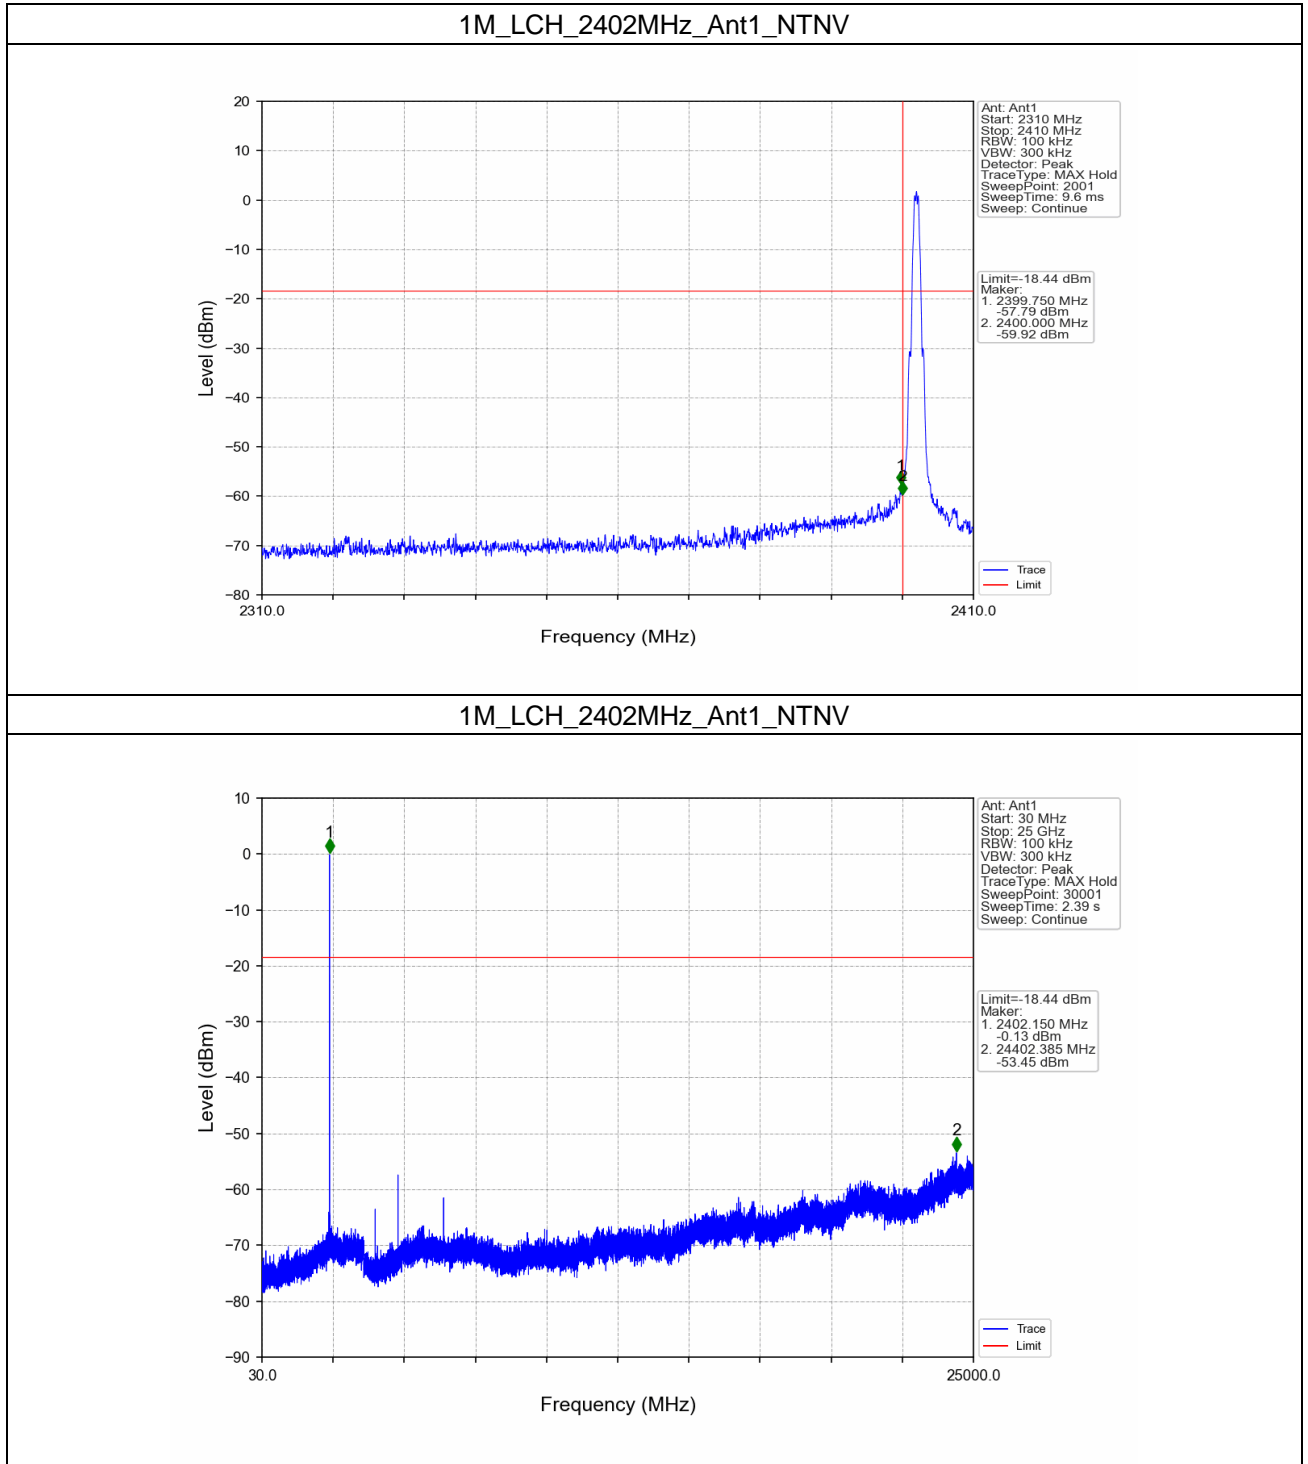 1M_LCH_2402MHz_Ant1_NTNV
20
10
0
−10
−20
−30
−40
−50
−60
−70
−80
Level (dBm)
2310.0
2410.0
Frequency (MHz)
1
2
Ant: Ant1
Start: 2310 MHz
Stop: 2410 MHz
RBW: 100 kHz
VBW: 300 kHz
Detector: Peak
TraceType: MAX Hold
SweepPoint: 2001
SweepTime: 9.6 ms
Sweep: Continue
Limit=-18.44 dBm
Maker:
1. 2399.750 MHz
-57.79 dBm
2. 2400.000 MHz
-59.92 dBm
Trace
Limit
1M_LCH_2402MHz_Ant1_NTNV
10
0
−10
−20
−30
−40
−50
−60
−70
−80
−90
Level (dBm)
30.0
25000.0
Frequency (MHz)
1
2
Ant: Ant1
Start: 30 MHz
Stop: 25 GHz
RBW: 100 kHz
VBW: 300 kHz
Detector: Peak
TraceType: MAX Hold
SweepPoint: 30001
SweepTime: 2.39 s
Sweep: Continue
Limit=-18.44 dBm
Maker:
1. 2402.150 MHz
-0.13 dBm
2. 24402.385 MHz
-53.45 dBm
Trace
Limit